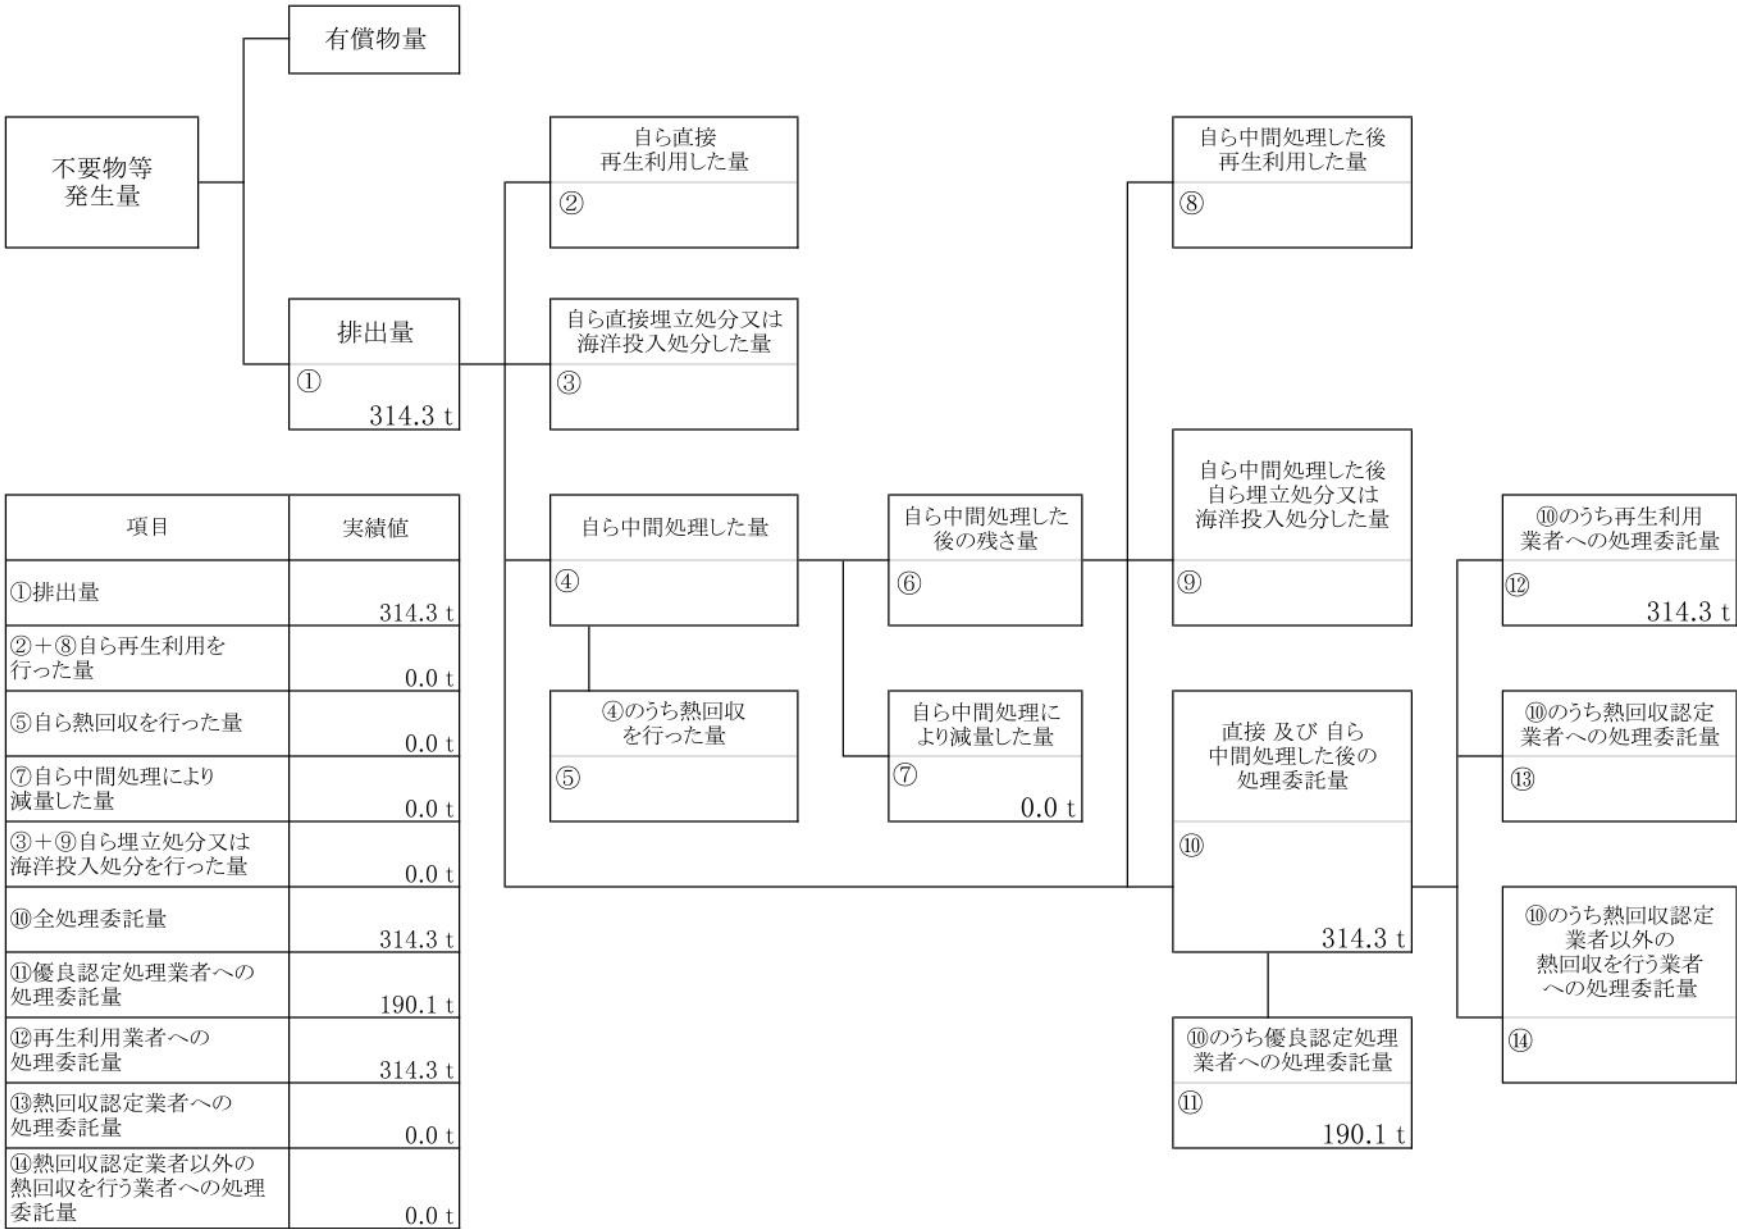 有償物量
不要物等
発生量
自ら直接
再生利用した量
②
自ら中間処理した後
再生利用した量
⑧
排出量
①
314.3 t
自ら直接埋立処分又は
海洋投入処分した量
③
自ら中間処理した量
④
自ら中間処理した
後の残さ量
⑥
自ら中間処理した後
自ら埋立処分又は
海洋投入処分した量
⑨
⑩のうち再生利用
業者への処理委託量
⑫
314.3 t
④のうち熱回収
を行った量
⑤
自ら中間処理に
より減量した量
⑦
0.0 t
直接 及び 自ら
中間処理した後の
処理委託量
⑩
314.3 t
⑩のうち熱回収認定
業者への処理委託量
⑬
⑩のうち熱回収認定
業者以外の
熱回収を行う業者
への処理委託量
⑭
⑩のうち優良認定処理
業者への処理委託量
⑪
190.1 t
項目 実績値
①排出量
314.3 t
②+⑧自ら再生利用を
行った量
0.0 t
⑤自ら熱回収を行った量
0.0 t
⑦自ら中間処理により
減量した量
0.0 t
③+⑨自ら埋立処分又は
海洋投入処分を行った量
0.0 t
⑩全処理委託量
314.3 t
⑪優良認定処理業者への
処理委託量
190.1 t
⑫再生利用業者への
処理委託量
314.3 t
⑬熱回収認定業者への
処理委託量
0.0 t
⑭熱回収認定業者以外の
熱回収を行う業者への処理
委託量
0.0 t